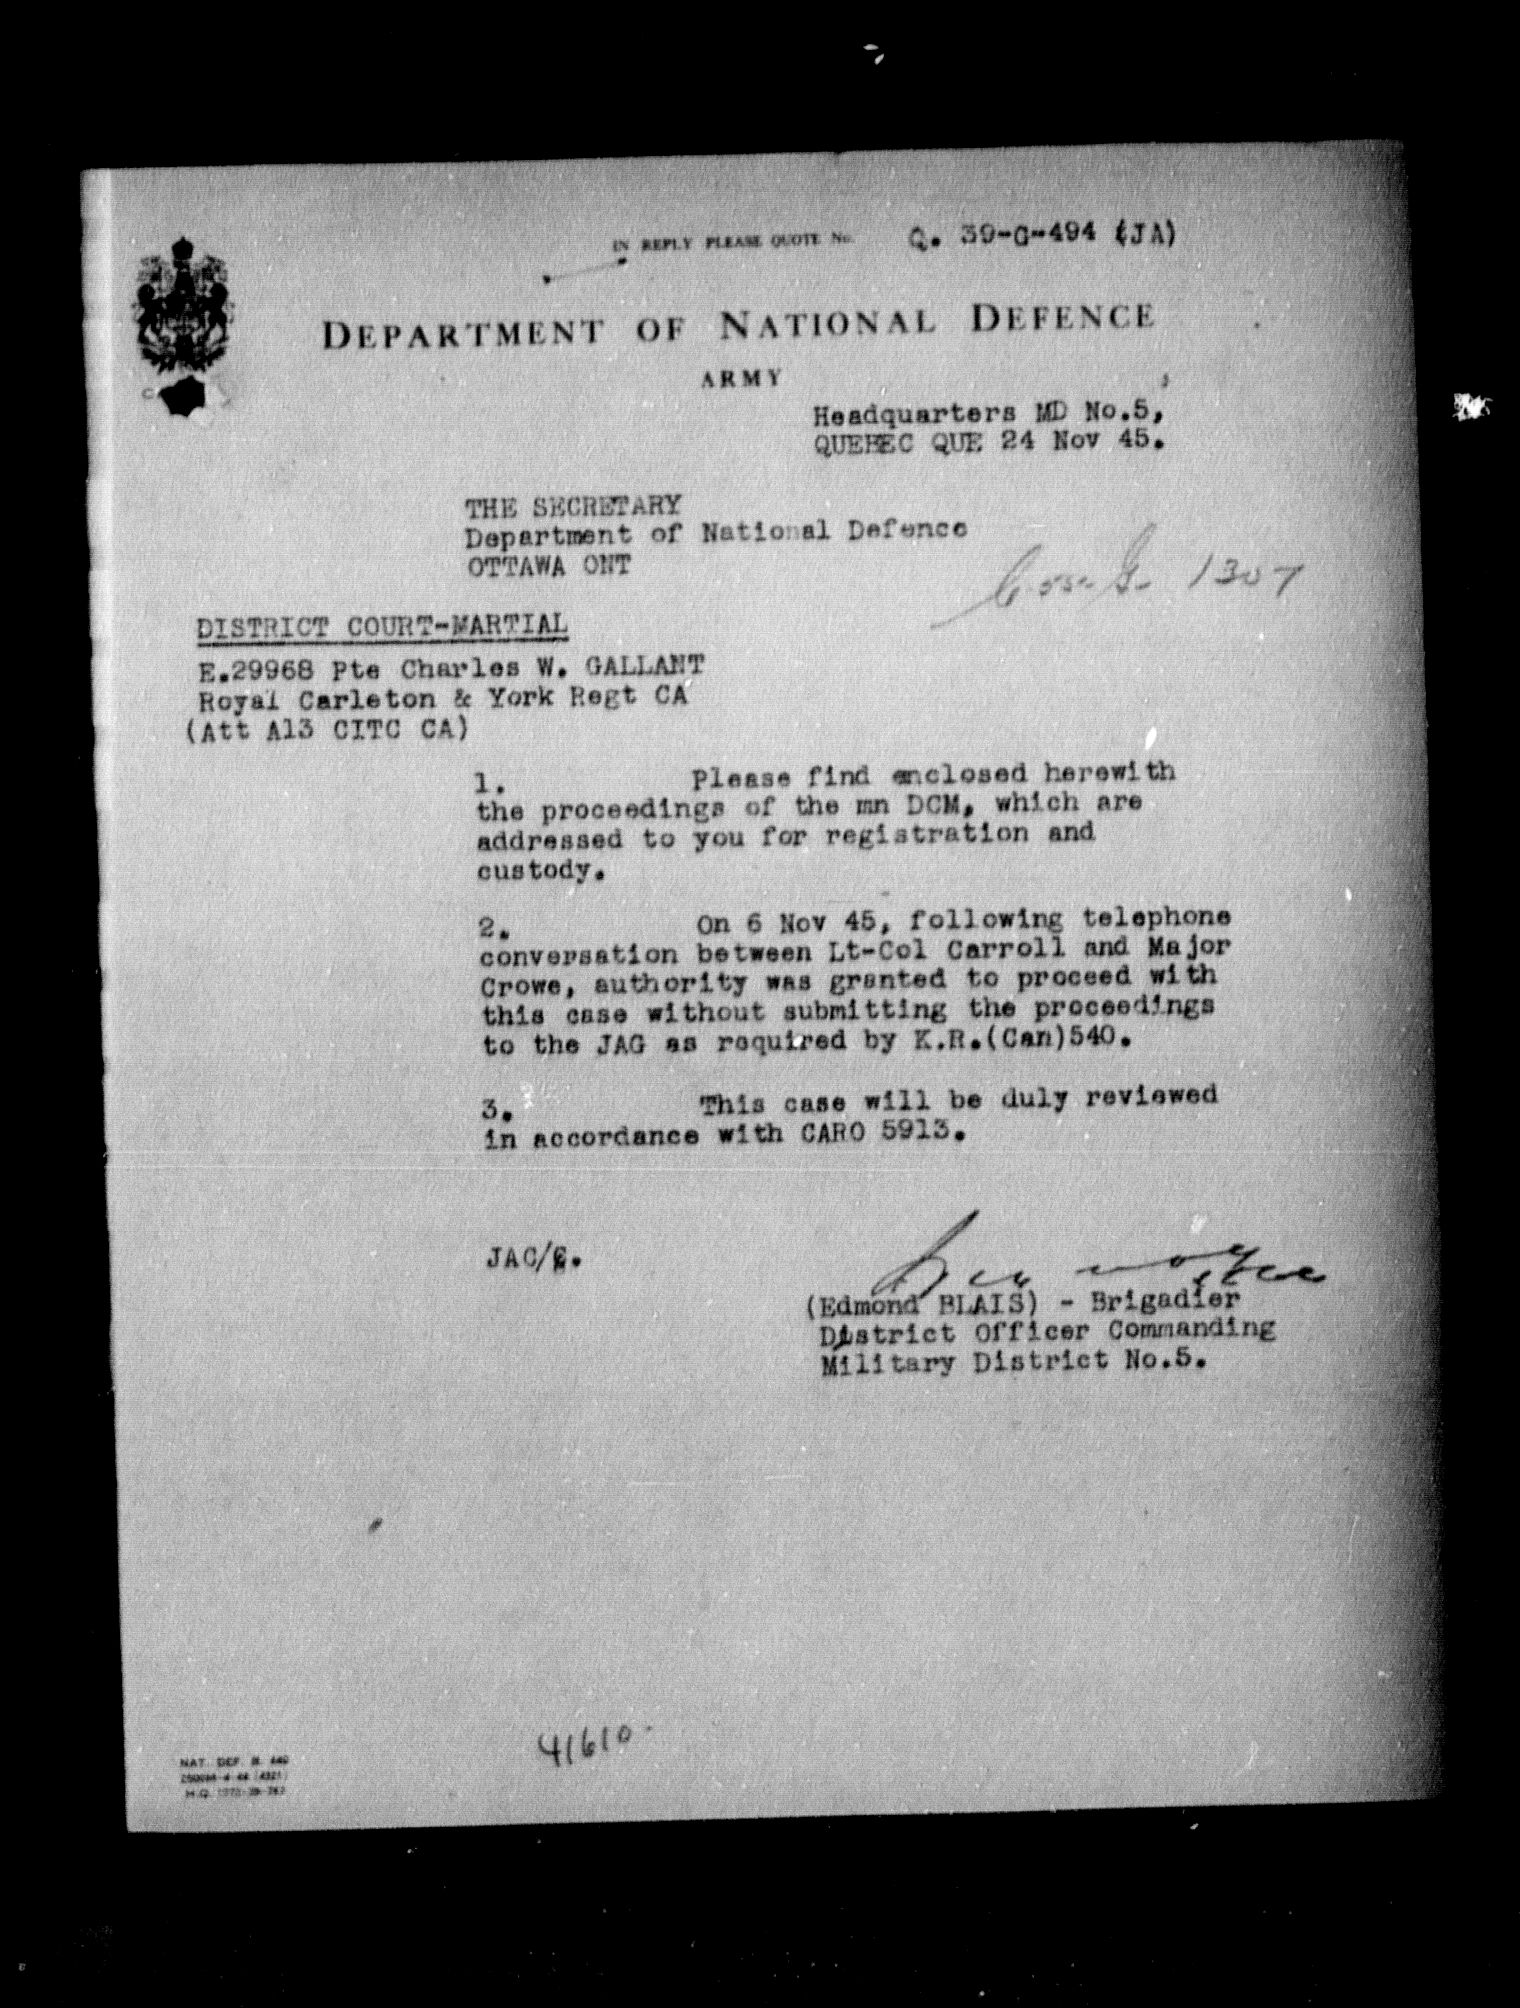 IN REPLY PLEASE QUOTE No. Q. 39-G-494 (JA)
DEPARTMENT OF NATIONAL DEFENCE
ARMY
Headquarters MD No.5,
QUEBEC QUE 24 Nov 45.
THE SECRETARY
Department of National Defence
OTTAWA ONT
1307
DISTRICT COURT-MARTIAL
E.29968 Pte Charles W. GALLANT
Royal Carleton & York Regt CA
(Att A13 CITC CA)
1. Please find enclosed herewith
the proceedings of the mn DCM, which are
addressed to you for registration and
custody.
2. On 6 Nov 45, following telephone
conversation between Lt-Col Carroll and Major
Crowe, authority was granted to proceed with
this case without submitting the proceedings
to the JAG as required by K.R.(Can)540.
3. This case will be duly reviewed
in accordance with CARO 5913.
JAC/
(Edmond BLAIS) - Brigadier
District Officer Commanding
Military District No.5.
41610
NAT. DEF. B. 440